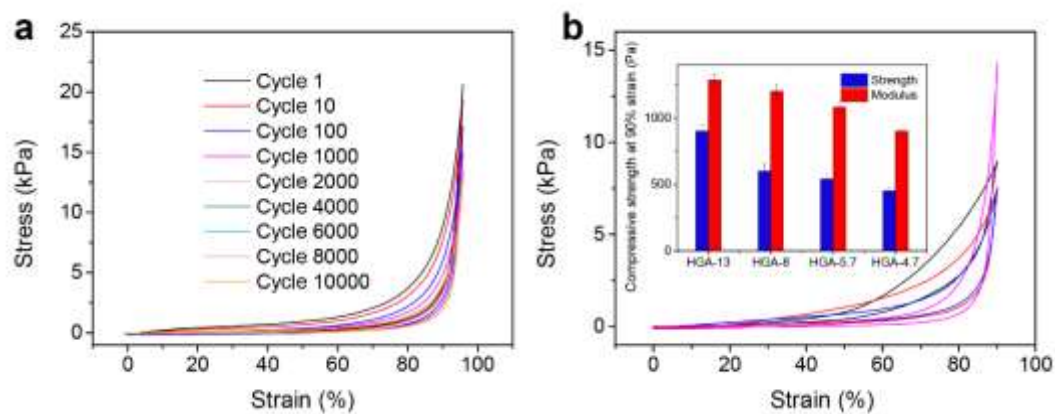 a
25
20
15
10
5
0
Stress (kPa)
Cycle 1
Cycle 10
Cycle 100
Cycle 1000
Cycle 2000
Cycle 4000
Cycle 6000
Cycle 8000
Cycle 10000
0 20 40 60 80 100
Strain (%)
b
15
10
5
0
Stress (kPa)
Compressive strength at 90% strain (Pa)
1000
500
0
Strength
Modulus
HGA-13 HGA-8 HGA-5.7 HGA-4.7
0 20 40 60 80 100
Strain (%)